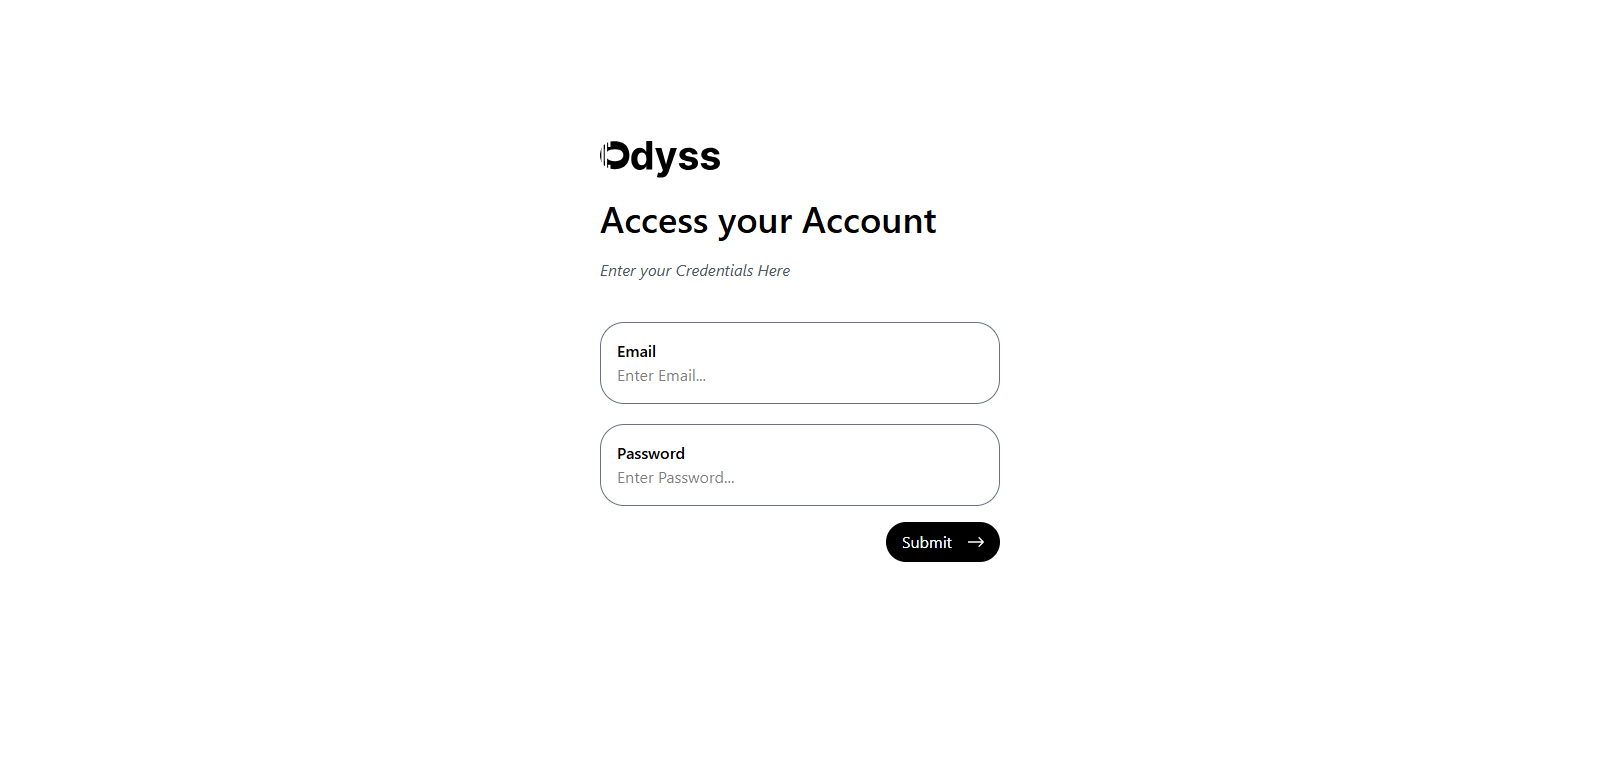 Odyss
Access your Account
Enter your Credentials Here
Email
Enter Email...
Password
Enter Password...
Submit